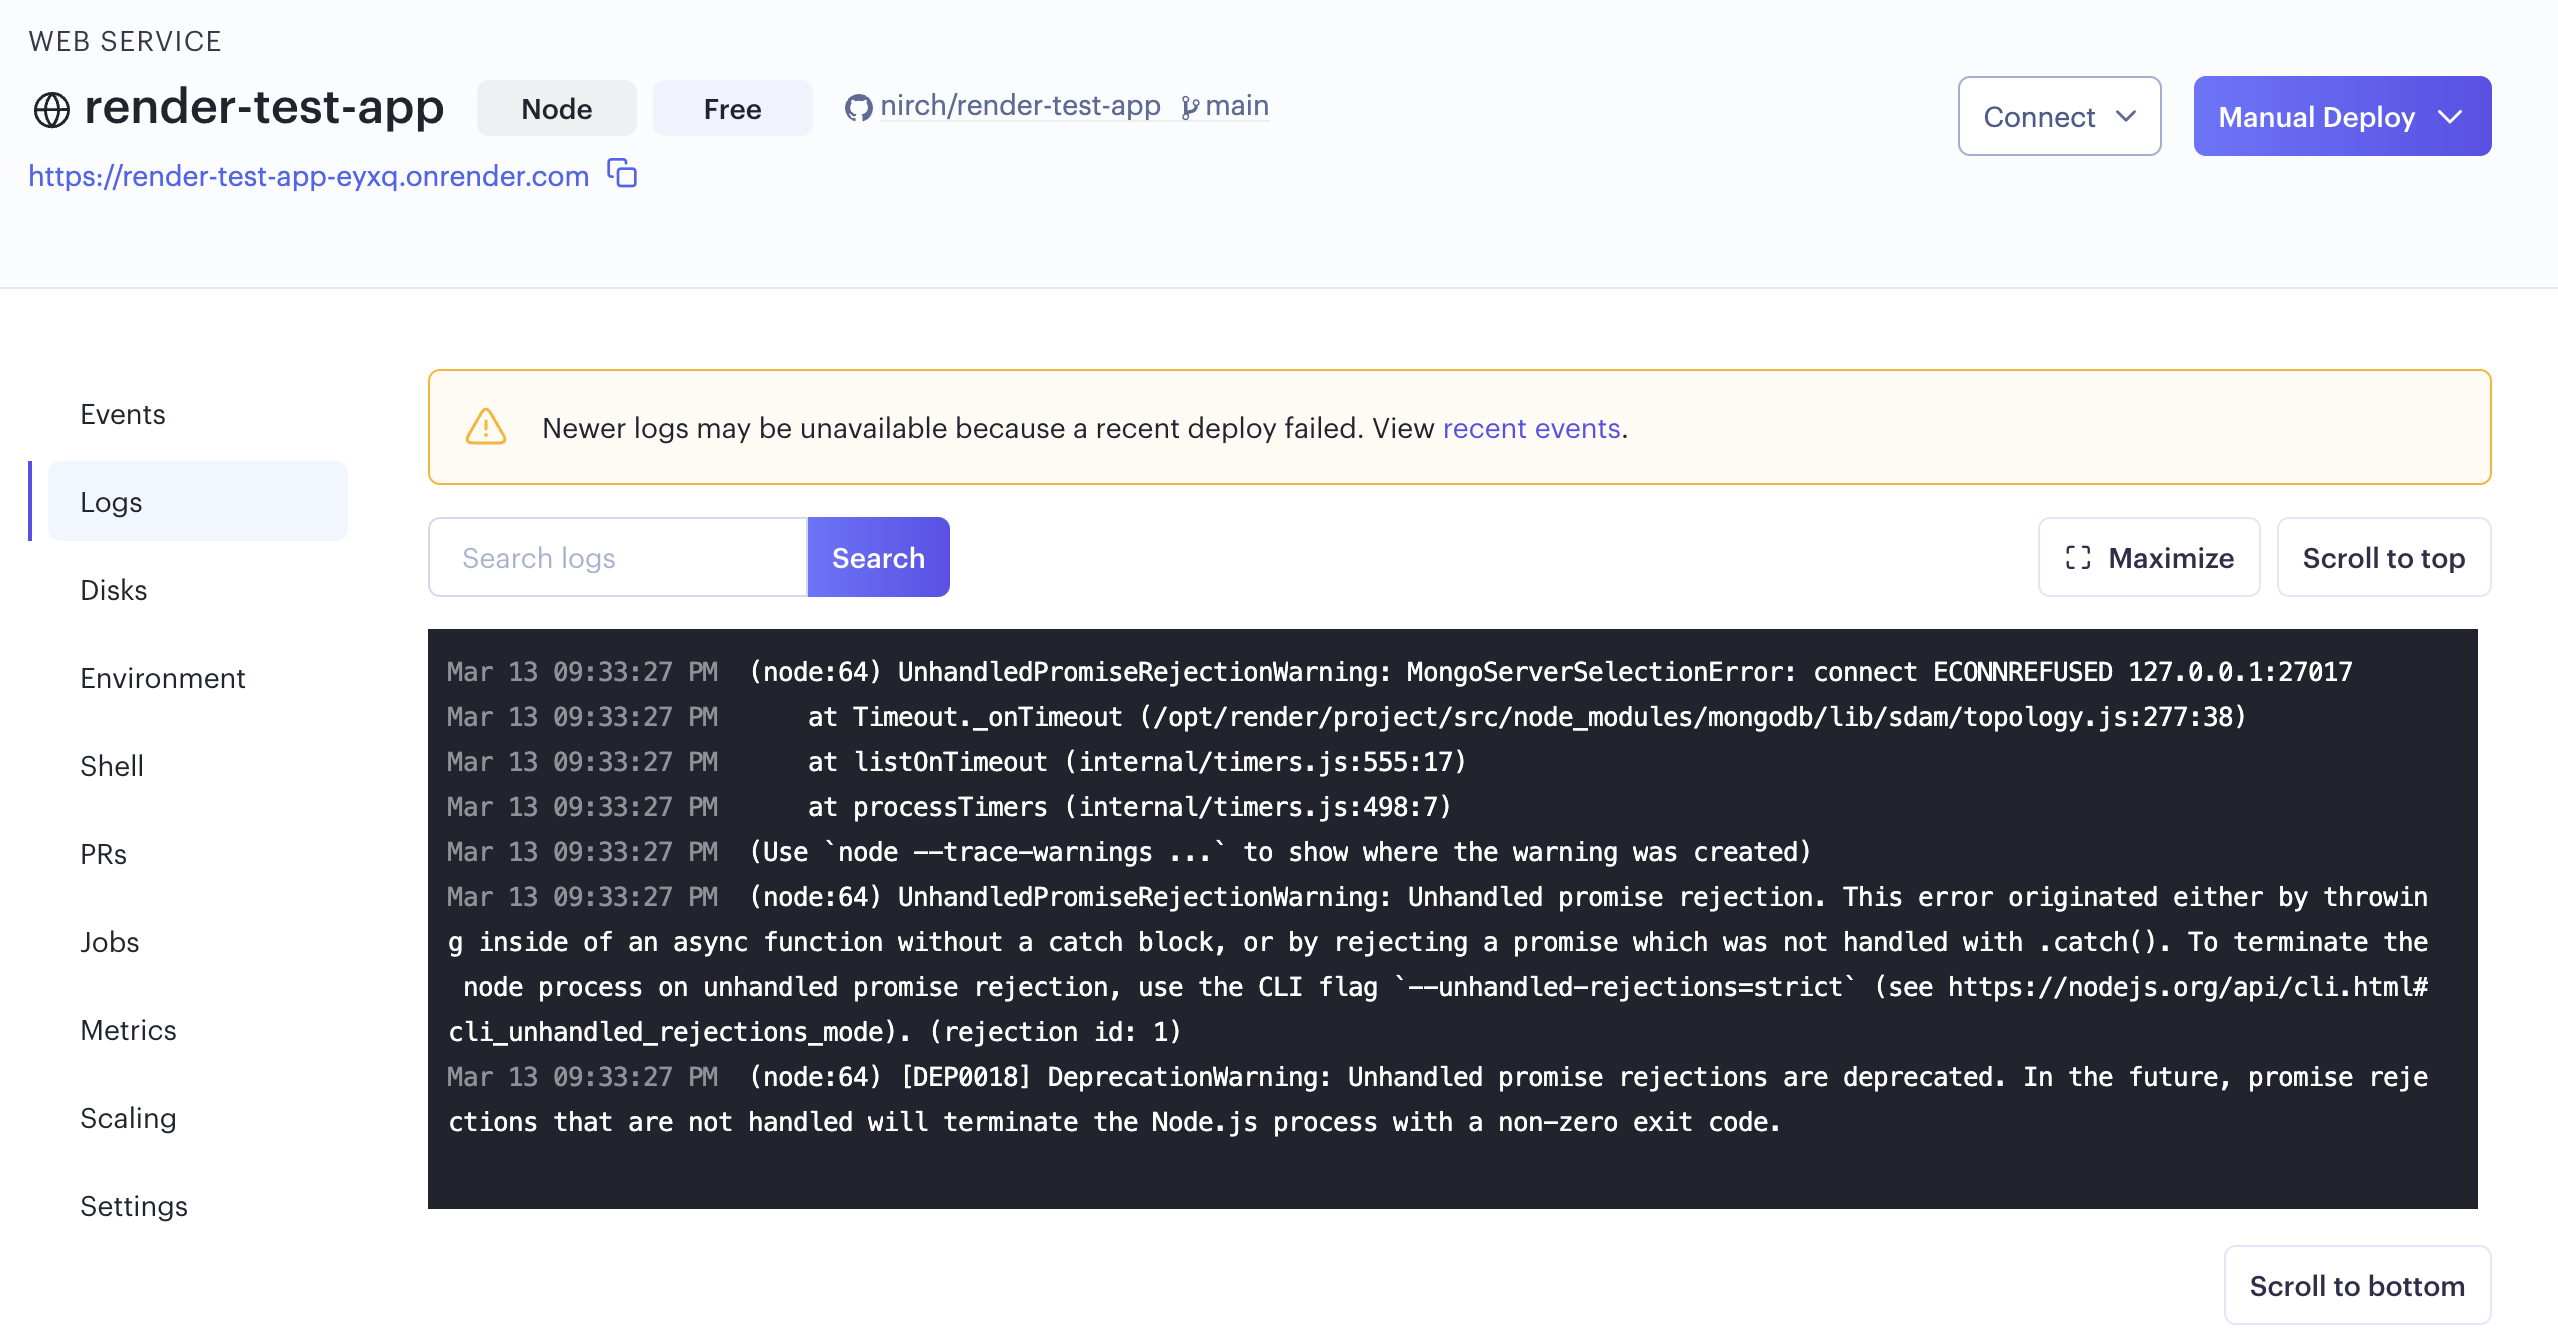 WEB SERVICE
render-test-app Node Free nirch/render-test-app main Connect Manual Deploy
https://render-test-app-eyxq.onrender.com
Events
Logs
Disks
Environment
Shell
PRs
Jobs
Metrics
Scaling
Settings
Newer logs may be unavailable because a recent deploy failed. View recent events.
Search logs Search Maximize Scroll to top
Mar 13 09:33:27 PM (node:64) UnhandledPromiseRejectionWarning: MongoServerSelectionError: connect ECONNREFUSED 127.0.0.1:27017
Mar 13 09:33:27 PM     at Timeout._onTimeout (/opt/render/project/src/node_modules/mongodb/lib/sdam/topology.js:277:38)
Mar 13 09:33:27 PM     at listOnTimeout (internal/timers.js:555:17)
Mar 13 09:33:27 PM     at processTimers (internal/timers.js:498:7)
Mar 13 09:33:27 PM (Use `node --trace-warnings ...` to show where the warning was created)
Mar 13 09:33:27 PM (node:64) UnhandledPromiseRejectionWarning: Unhandled promise rejection. This error originated either by throwin
g inside of an async function without a catch block, or by rejecting a promise which was not handled with .catch(). To terminate the
 node process on unhandled promise rejection, use the CLI flag `--unhandled-rejections=strict` (see https://nodejs.org/api/cli.html#
cli_unhandled_rejections_mode). (rejection id: 1)
Mar 13 09:33:27 PM (node:64) [DEP0018] DeprecationWarning: Unhandled promise rejections are deprecated. In the future, promise reje
ctions that are not handled will terminate the Node.js process with a non-zero exit code.
Scroll to bottom